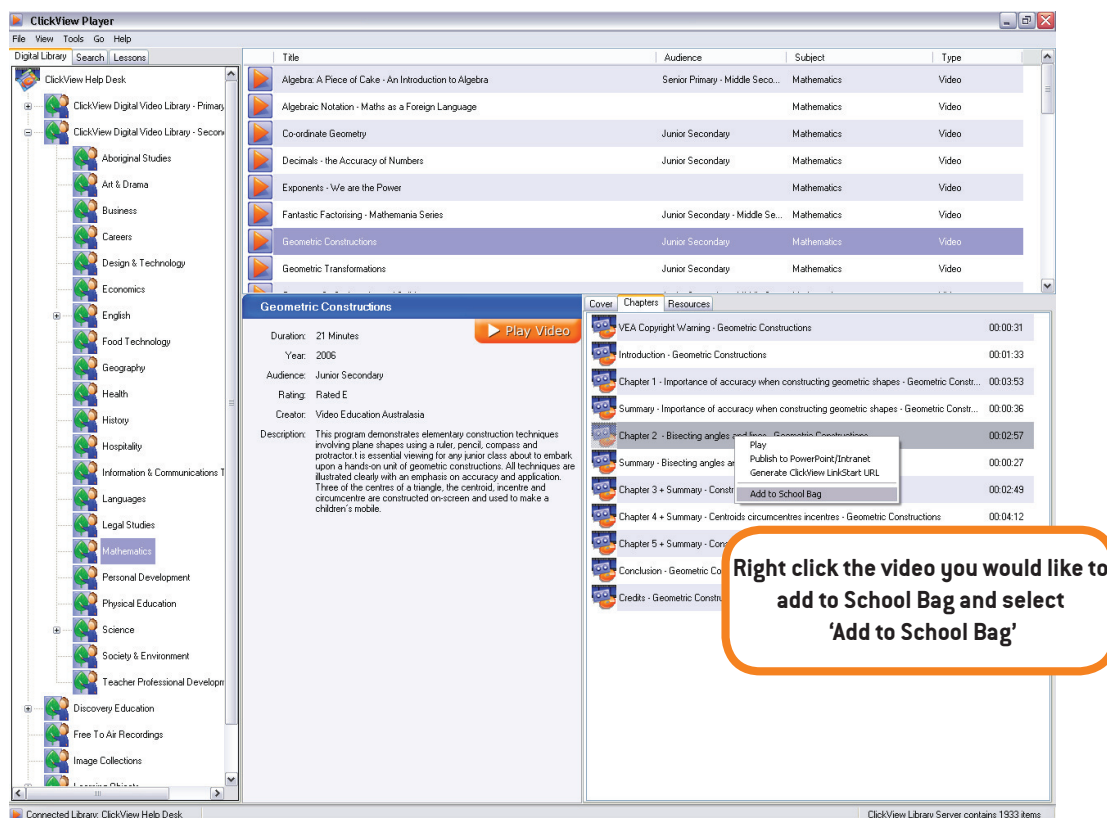 ClickView Player
File View Tools Go Help
Digital Library Search Lessons
ClickView Help Desk
ClickView Digital Video Library - Primary
ClickView Digital Video Library - Secon
Aboriginal Studies
Art & Drama
Business
Careers
Design & Technology
Economics
English
Food Technology
Geography
Health
History
Hospitality
Information & Communications T
Languages
Legal Studies
Mathematics
Personal Development
Physical Education
Science
Society & Environment
Teacher Professional Developm
Discovery Education
Free To Air Recordings
Image Collections
Learning Objects
Title Audience Subject Type
Algebra: A Piece of Cake - An Introduction to Algebra Senior Primary - Middle Seco... Mathematics Video
Algebraic Notation - Maths as a Foreign Language Mathematics Video
Co-ordinate Geometry Junior Secondary Mathematics Video
Decimals - the Accuracy of Numbers Junior Secondary Mathematics Video
Exponents - We are the Power Mathematics Video
Fantastic Factorising - Mathemania Series Junior Secondary - Middle Se... Mathematics Video
Geometric Constructions Junior Secondary Mathematics Video
Geometric Transformations Junior Secondary Mathematics Video
Geometric Constructions
Play Video
Duration: 21 Minutes
Year: 2006
Audience: Junior Secondary
Rating: Rated E
Creator: Video Education Australasia
Description: This program demonstrates elementary construction techniques
involving plane shapes using a ruler, pencil, compass and
protractor.t is essential viewing for any junior class about to embark
upon a hands-on unit of geometric constructions. All techniques are
illustrated clearly with an emphasis on accuracy and application.
Three of the centres of a triangle, the centroid, incentre and
circumcentre are constructed on-screen and used to make a
children's mobile.
Cover Chapters Resources
VEA Copyright Warning - Geometric Constructions 00:00:31
Introduction - Geometric Constructions 00:01:33
Chapter 1 - Importance of accuracy when constructing geometric shapes - Geometric Constr... 00:03:53
Summary - Importance of accuracy when constructing geometric shapes - Geometric Constr... 00:00:36
Chapter 2 - Bisecting angles and lines - Geometric Constructions 00:02:57
Summary - Bisecting angles ar 00:00:27
Chapter 3 + Summary - Constr 00:02:49
Chapter 4 + Summary - Centroids circumcentres incentres - Geometric Constructions 00:04:12
Chapter 5 + Summary - Con
Conclusion - Geometric Co
Credits - Geometric Constru
Play
Publish to PowerPoint/Intranet
Generate ClickView LinkStart URL
Add to School Bag
Right click the video you would like to
add to School Bag and select
‘Add to School Bag’
Connected Library: ClickView Help Desk ClickView Library Server contains 1933 items